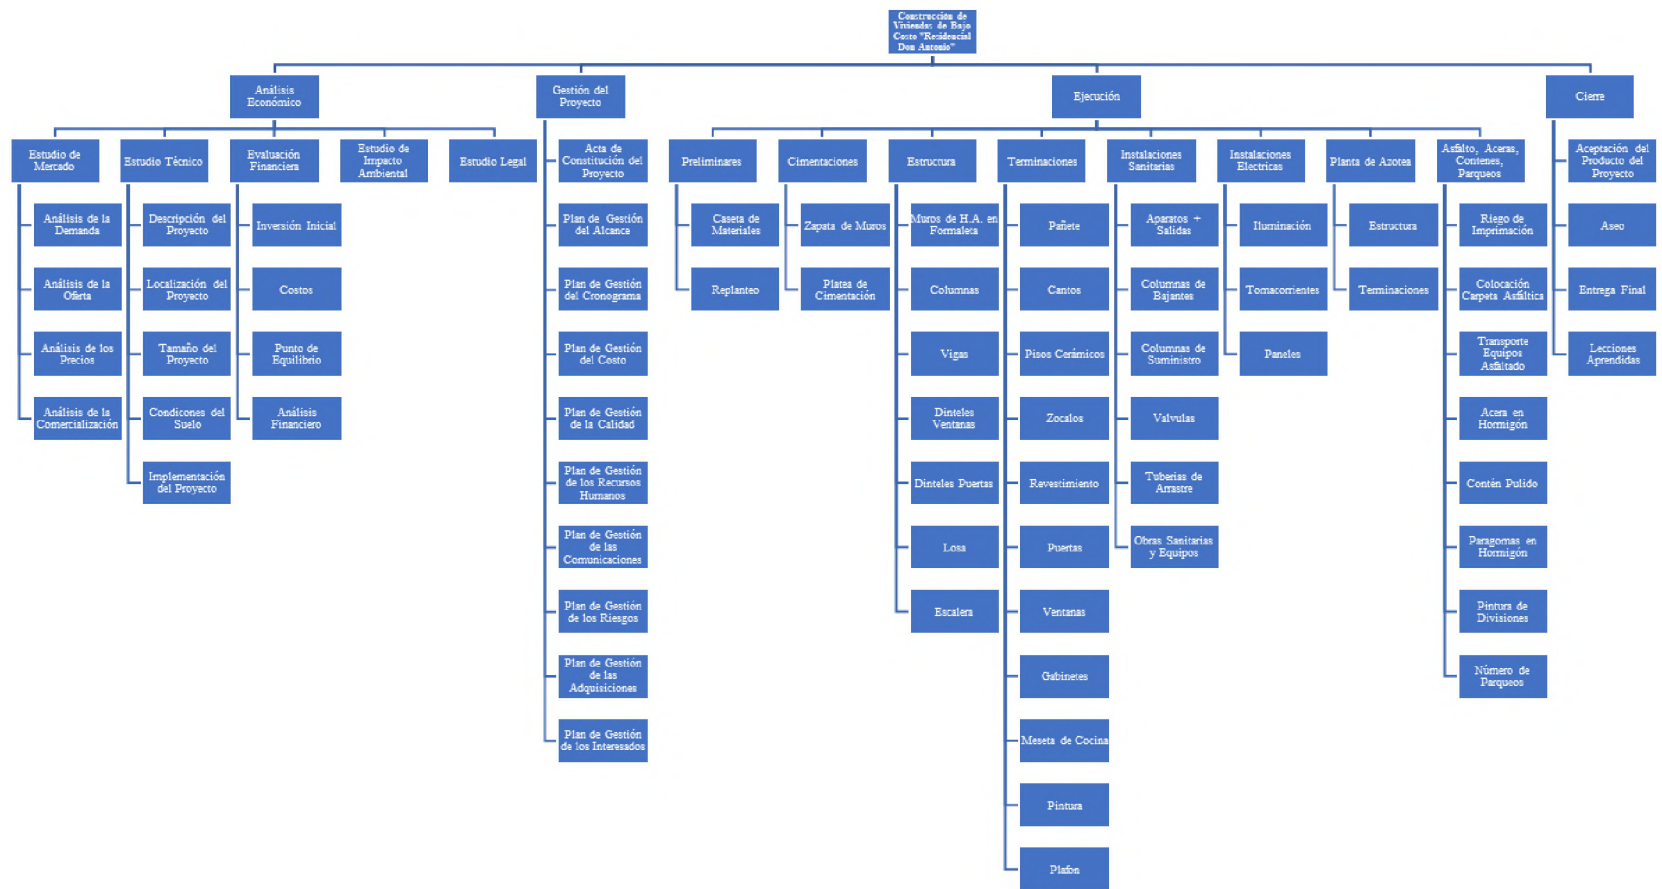 Construcción de
Viviendas de Bajo
Costo "Residencial
Don Antonio"
Análisis
Económico
Gestión del
Proyecto
Ejecución
Cierre
Estudio de
Mercado
Estudio Técnico
Evaluación
Financiera
Estudio de
Impacto
Ambiental
Estudio Legal
Acta de
Constitución del
Proyecto
Preliminares
Cimentaciones
Estructura
Terminaciones
Instalaciones
Sanitarias
Instalaciones
Electricas
Planta de Azotea
Asfalto, Aceras,
Contenes,
Parqueos
Aceptación del
Producto del
Proyecto
Análisis de la
Demanda
Descripción del
Proyecto
Inversión Inicial
Plan de Gestión
del Alcance
Caseta de
Materiales
Zapata de Muros
Muros de H.A. en
Formaleta
Pañete
Aparatos +
Salidas
Iluminación
Estructura
Riego de
Imprimación
Aseo
Análisis de la
Oferta
Localización del
Proyecto
Costos
Plan de Gestión
del Cronograma
Replanteo
Platea de
Cimentación
Columnas
Cantos
Columnas de
Bajantes
Tomacorrientes
Terminaciones
Colocación
Carpeta Asfáltica
Entrega Final
Análisis de los
Precios
Tamaño del
Proyecto
Punto de
Equilibrio
Plan de Gestión
del Costo
Vigas
Pisos Cerámicos
Columnas de
Suministro
Paneles
Transporte
Equipos
Asfaltado
Lecciones
Aprendidas
Análisis de la
Comercialización
Condicones del
Suelo
Análisis
Financiero
Plan de Gestión
de la Calidad
Dinteles
Ventanas
Zocalos
Valvulas
Acera en
Hormigón
Implementación
del Proyecto
Plan de Gestión
de los Recursos
Humanos
Dinteles Puertas
Revestimiento
Tuberias de
Arrastre
Contén Pulido
Plan de Gestión
de las
Comunicaciones
Losa
Puertas
Obras Sanitarias
y Equipos
Paragomas en
Hormigón
Plan de Gestión
de los Riesgos
Escalera
Ventanas
Pintura de
Divisiones
Plan de Gestión
de las
Adquisiciones
Gabinetes
Número de
Parqueos
Plan de Gestión
de los Interesados
Meseta de Cocina
Pintura
Plafon